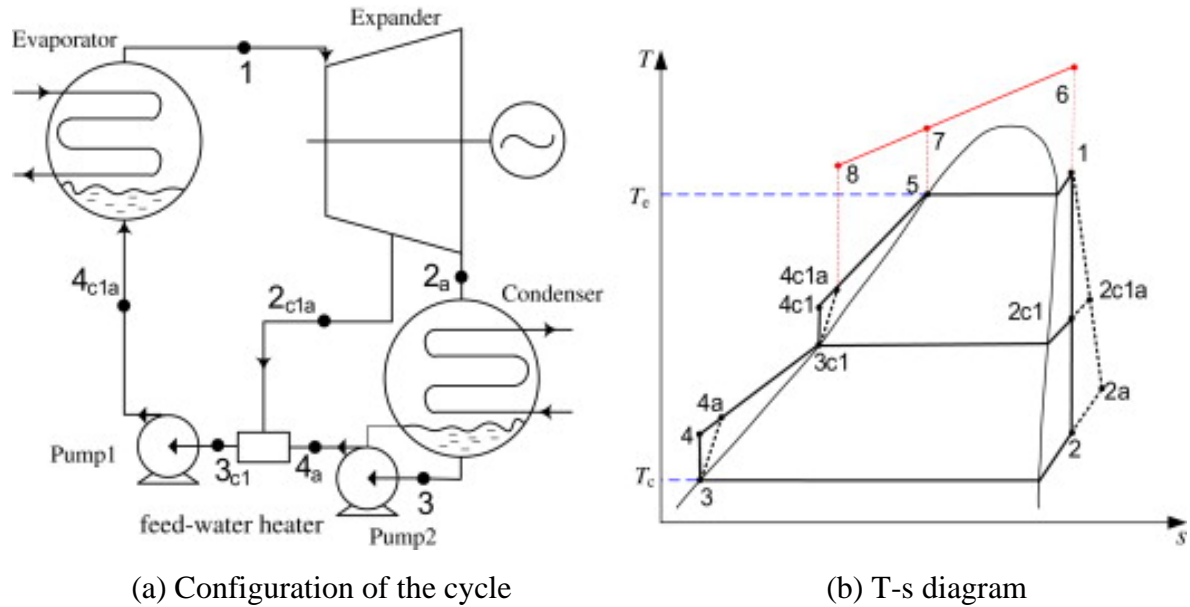 Expander
Evaporator
1
4c1a
2c1a
2a
Condenser
Pump1
3c1
4a
3
feed-water heater
Pump2
(a) Configuration of the cycle
T
6
7
8
1
5
Te
4c1a
4c1
2c1
2c1a
3c1
4a
4
2a
2
Tc
3
s
(b) T-s diagram